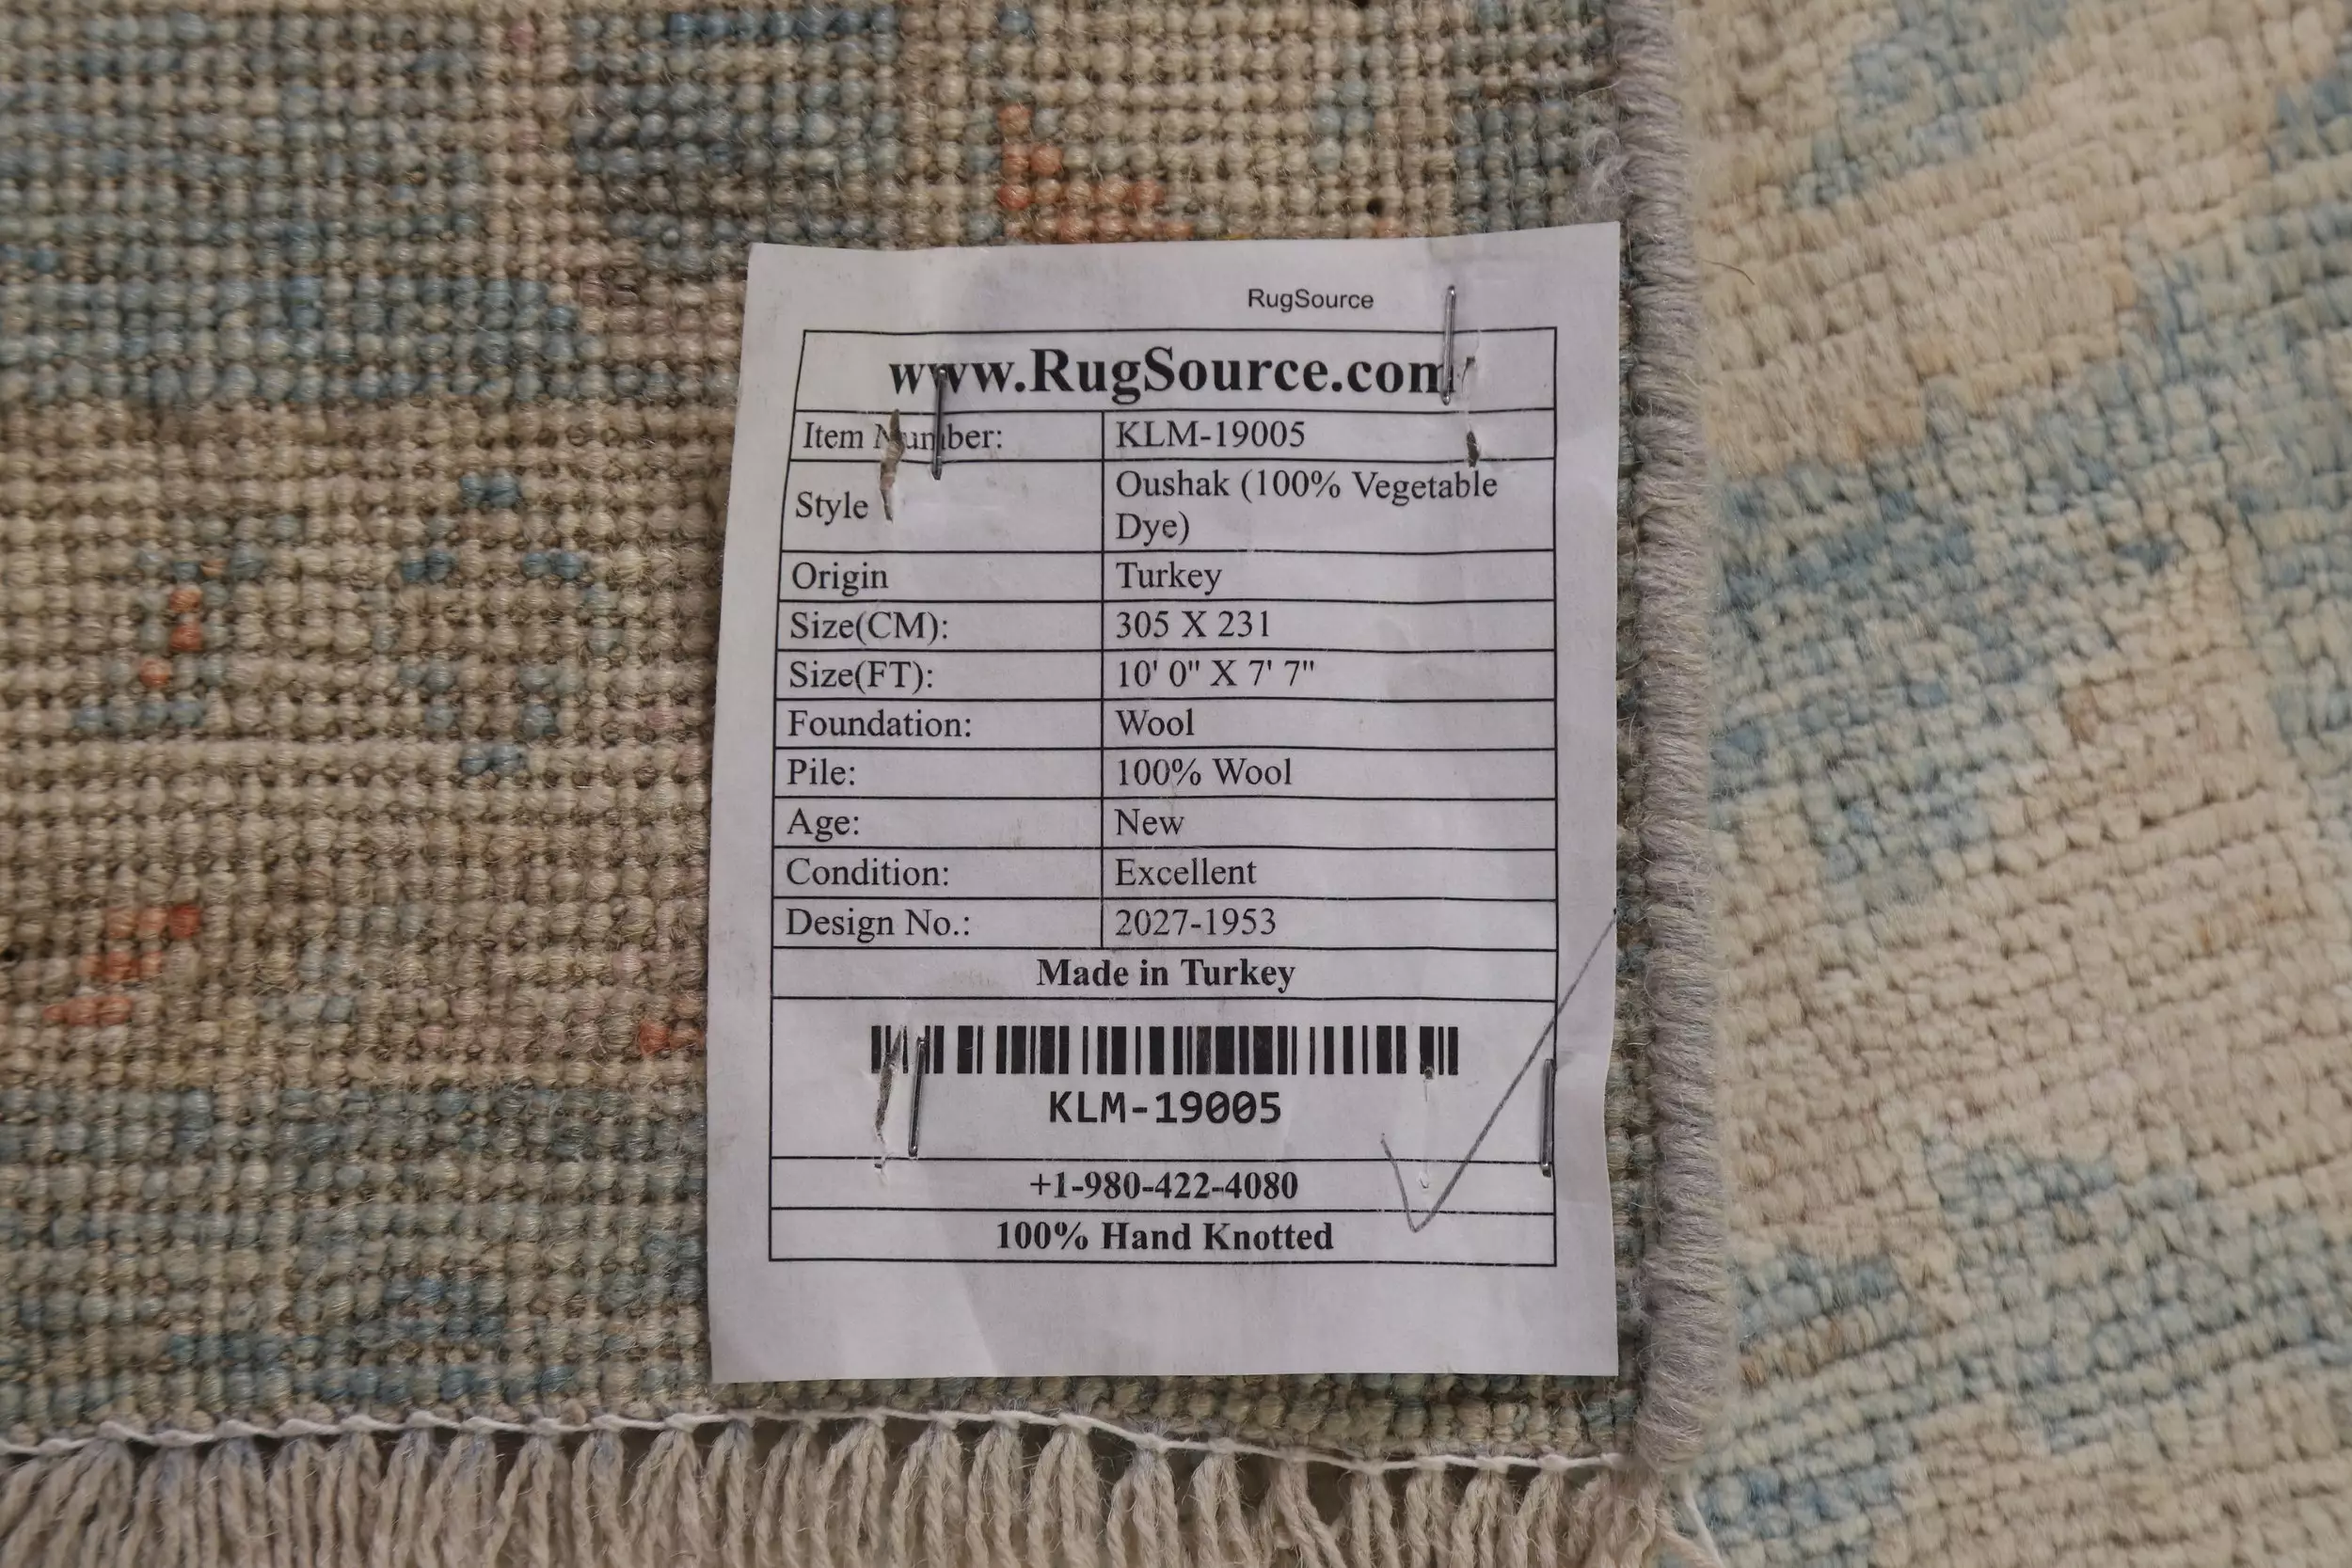 RugSource
www.RugSource.com
Item Number: KLM-19005
Style Oushak (100% Vegetable
Dye)
Origin Turkey
Size(CM): 305 X 231
Size(FT): 10' 0" X 7' 7"
Foundation: Wool
Pile: 100% Wool
Age: New
Condition: Excellent
Design No.: 2027-1953
Made in Turkey
KLM-19005
+1-980-422-4080
100% Hand Knotted